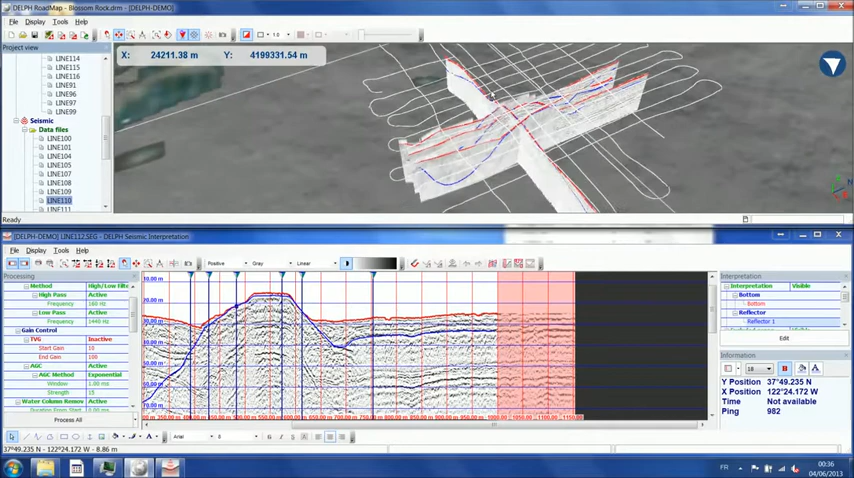 DELPH RoadMap - Blossom Rock.drm - [DELPH-DEMO]
File Display Tools Help
Project view
X: 24211.38 m Y: 4199331.54 m
LINE114
LINE115
LINE116
LINE91
LINE96
LINE97
LINE99
Seismic
Data files
LINE100
LINE101
LINE104
LINE105
LINE107
LINE108
LINE109
LINE110
LINE111
Ready
[DELPH-DEMO] LINE112.SEG - DELPH Seismic Interpretation
File Display Tools Help
Positive Gray Linear
Processing
Method High/Low Filte
High Pass Active
Frequency 160 Hz
Low Pass Active
Frequency 1440 Hz
Gain Control
TVG Inactive
Start Gain 10
End Gain 100
AGC Active
AGC Method Exponential
Window 1.00 ms
Strength 15
Water Column Remov
Process All
Interpretation
Interpretation Visible
Bottom
Bottom
Reflector
Reflector 1
Edit
Information
18 B
Y Position 37°49.235 N
X Position 122°24.172 W
Time Not available
Ping 982
Arial 8
37°49.235 N - 122°24.172 W - 8.86 m
FR 00:36
04/06/2013